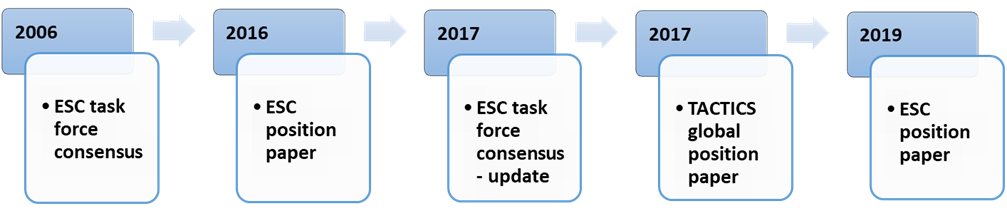 2006
• ESC task
force
consensus
2016
• ESC
position
paper
2017
• ESC task
force
consensus
- update
2017
• TACTICS
global
position
paper
2019
• ESC
position
paper